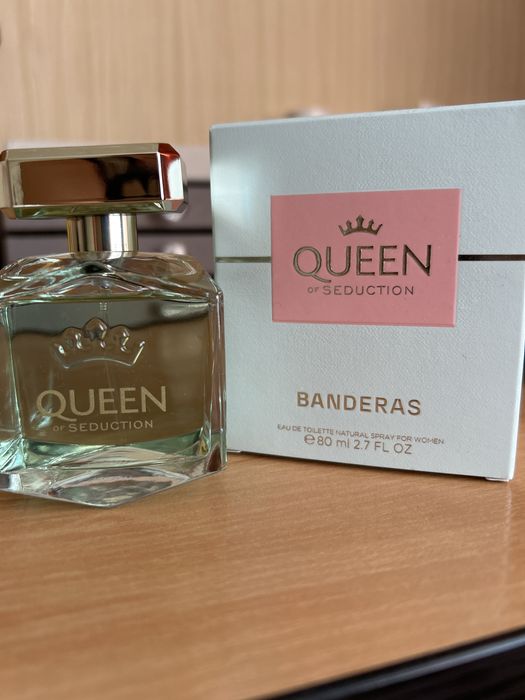 QUEEN
OF SEDUCTION
QUEEN
OF SEDUCTION
BANDERAS
EAU DE TOILETTE NATURAL SPRAY FOR WOMEN
℮80 ml 2.7 FL OZ